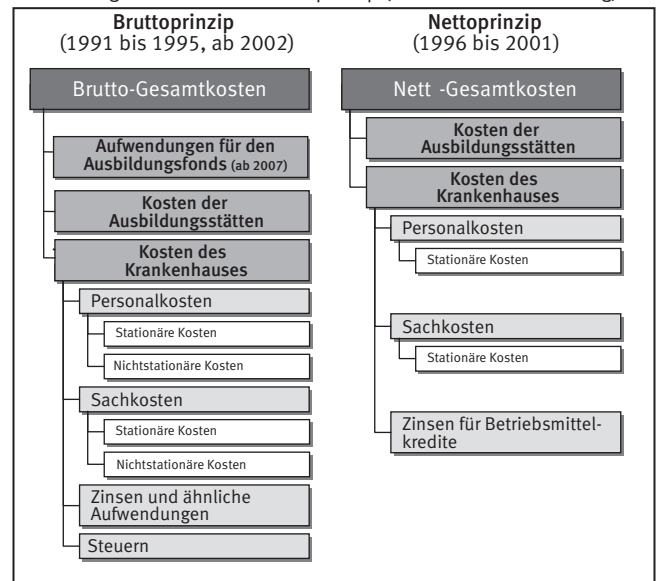 Bruttoprinzip
(1991 bis 1995, ab 2002)
Brutto-Gesamtkosten
Aufwendungen für den
Ausbildungsfonds (ab 2007)
Kosten der
Ausbildungsstätten
Kosten des
Krankenhauses
Personalkosten
Stationäre Kosten
Nichtstationäre Kosten
Sachkosten
Stationäre Kosten
Nichtstationäre Kosten
Zinsen und ähnliche
Aufwendungen
Steuern
Nettoprinzip
(1996 bis 2001)
Nett -Gesamtkosten
Kosten der
Ausbildungsstätten
Kosten des
Krankenhauses
Personalkosten
Stationäre Kosten
Sachkosten
Stationäre Kosten
Zinsen für Betriebsmittel-
kredite